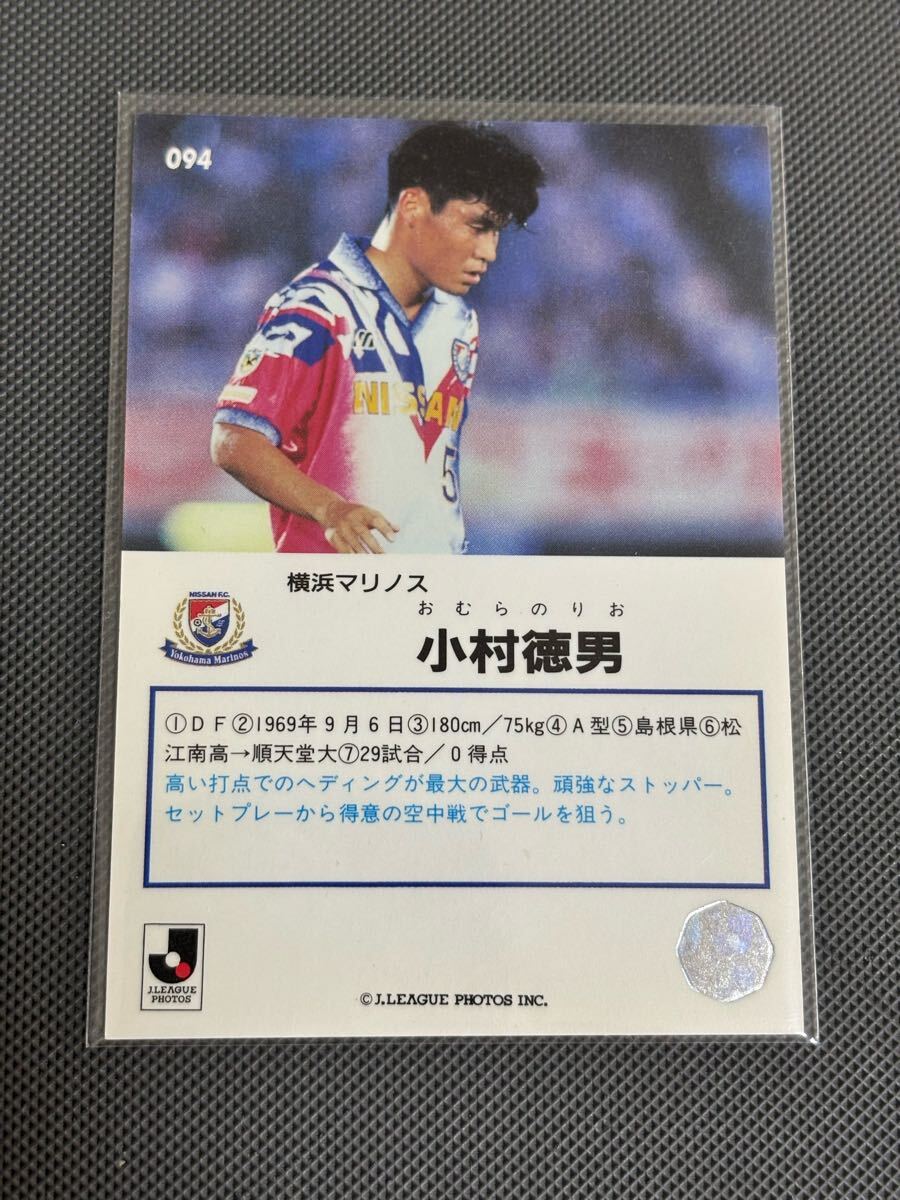 094
NISSAN
5
横浜マリノス
おむらのりお
小村徳男
NISSAN F.C.
Yokohama Marinos
①DF②1969年9月6日③180cm／75kg④A型⑤島根県⑥松
江南高→順天堂大⑦29試合／0得点
高い打点でのヘディングが最大の武器。頑強なストッパー。
セットプレーから得意の空中戦でゴールを狙う。
J.LEAGUE
PHOTOS
©J.LEAGUE PHOTOS INC.